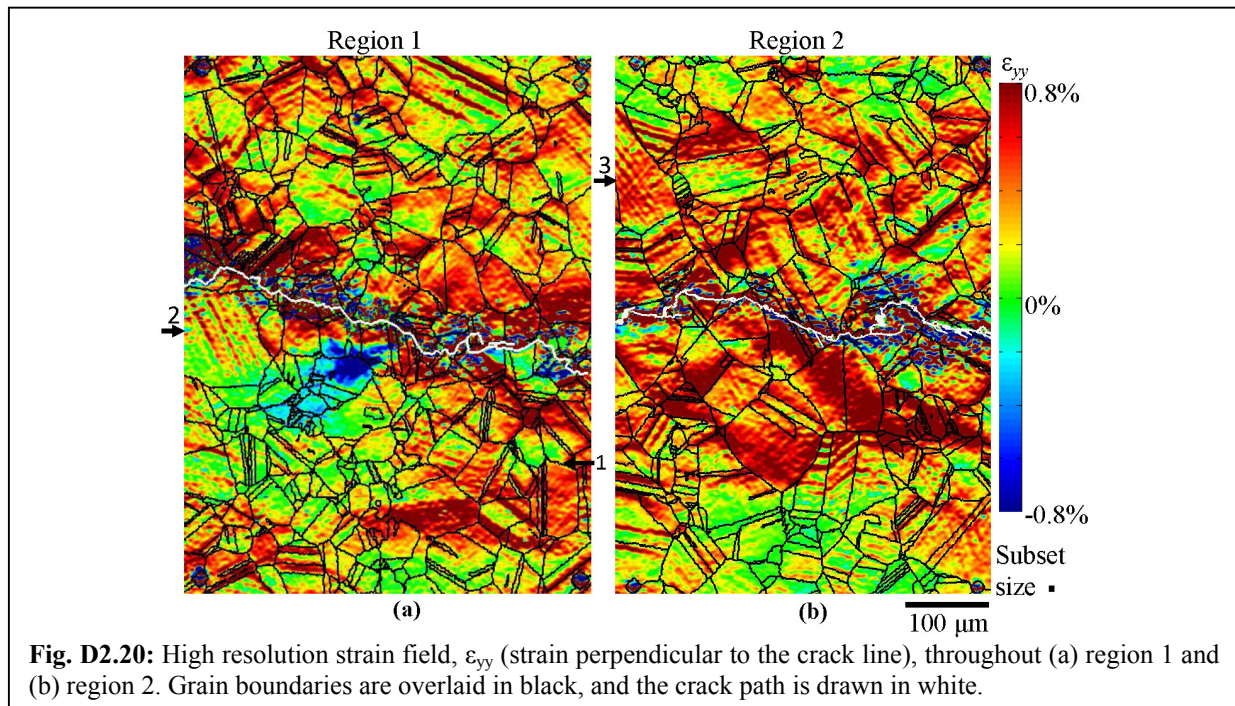 Region 1
Region 2
εyy
0.8%
3
2
0%
1
-0.8%
Subset
size
(a)
(b)
100 μm
Fig. D2.20: High resolution strain field, εyy (strain perpendicular to the crack line), throughout (a) region 1 and
(b) region 2. Grain boundaries are overlaid in black, and the crack path is drawn in white.